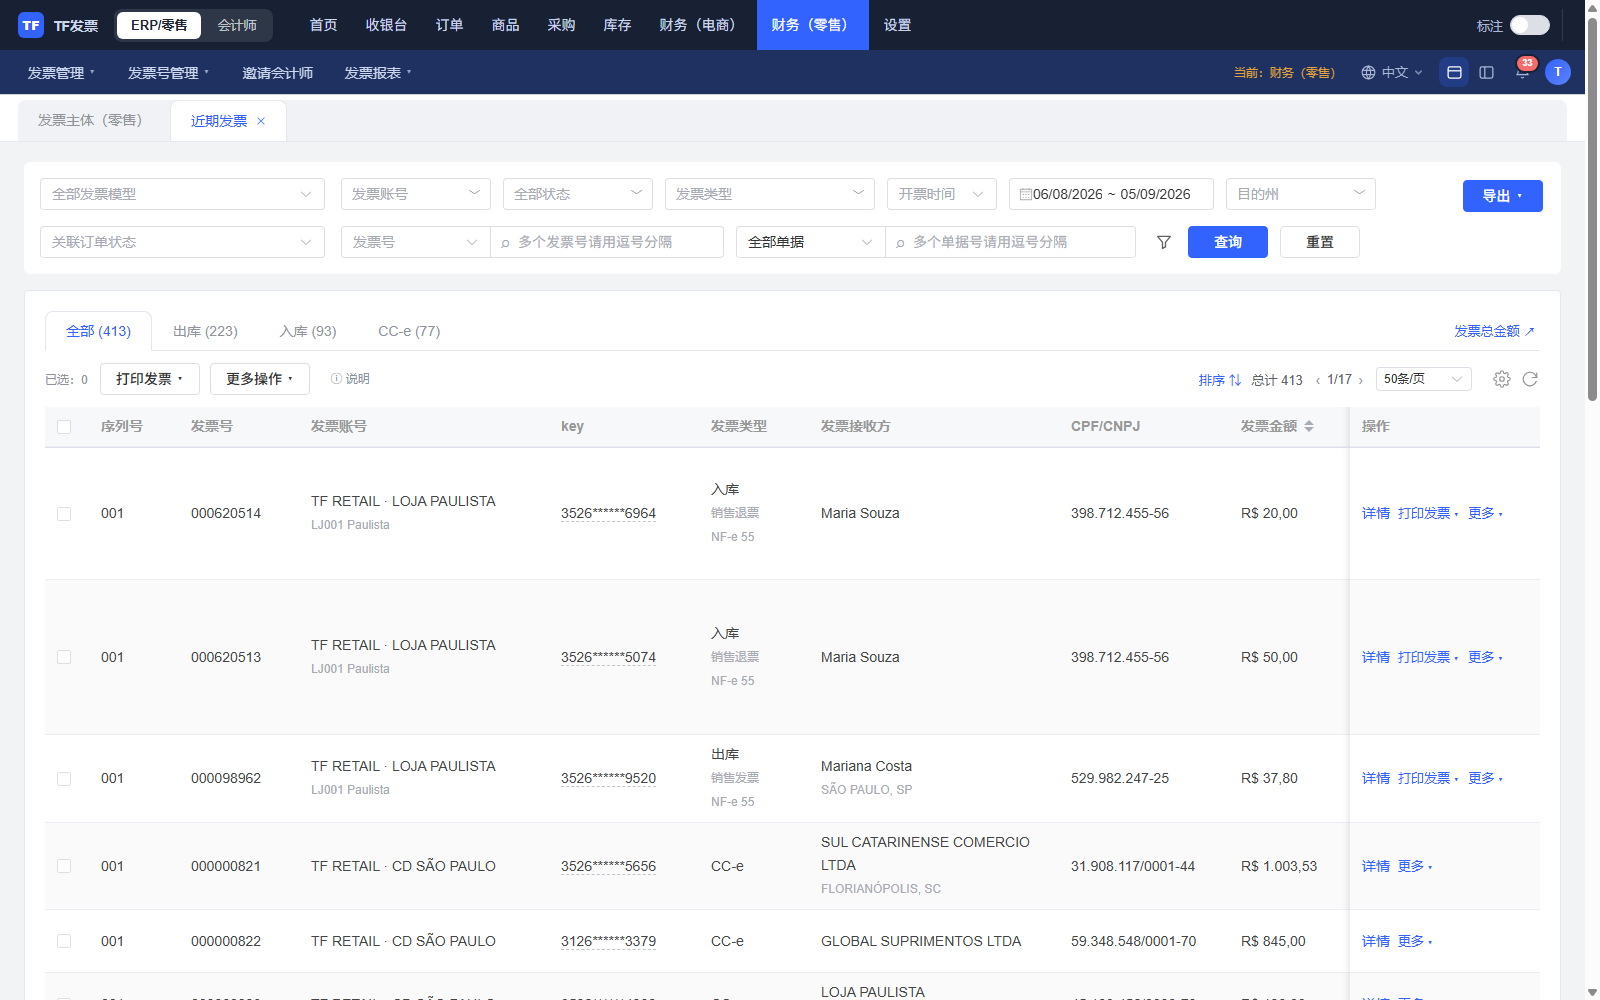 TF TF发票 ERP/零售 会计师 首页 收银台 订单 商品 采购 库存 财务（电商） 财务（零售） 设置 标注
发票管理 发票号管理 邀请会计师 发票报表 当前：财务（零售） 中文 33 T
发票主体（零售） 近期发票 ×
全部发票模型 发票账号 全部状态 发票类型 开票时间 06/08/2026 ~ 05/09/2026 目的州 导出
关联订单状态 发票号 多个发票号请用逗号分隔 全部单据 多个单据号请用逗号分隔 查询 重置
全部 (413) 出库 (223) 入库 (93) CC-e (77) 发票总金额 ↗
已选：0 打印发票 更多操作 说明 排序 总计 413 ‹ 1/17 › 50条/页
序列号 发票号 发票账号 key 发票类型 发票接收方 CPF/CNPJ 发票金额 操作
001 000620514 TF RETAIL · LOJA PAULISTA 3526******6964 入库 Maria Souza 398.712.455-56 R$ 20,00 详情 打印发票 更多
LJ001 Paulista 销售退票
NF-e 55
001 000620513 TF RETAIL · LOJA PAULISTA 3526******5074 入库 Maria Souza 398.712.455-56 R$ 50,00 详情 打印发票 更多
LJ001 Paulista 销售退票
NF-e 55
001 000098962 TF RETAIL · LOJA PAULISTA 3526******9520 出库 Mariana Costa 529.982.247-25 R$ 37,80 详情 打印发票 更多
LJ001 Paulista 销售发票 SÃO PAULO, SP
NF-e 55
001 000000821 TF RETAIL · CD SÃO PAULO 3526******5656 CC-e SUL CATARINENSE COMERCIO 31.908.117/0001-44 R$ 1.003,53 详情 更多
LTDA
FLORIANÓPOLIS, SC
001 000000822 TF RETAIL · CD SÃO PAULO 3126******3379 CC-e GLOBAL SUPRIMENTOS LTDA 59.348.548/0001-70 R$ 845,00 详情 更多
LOJA PAULISTA